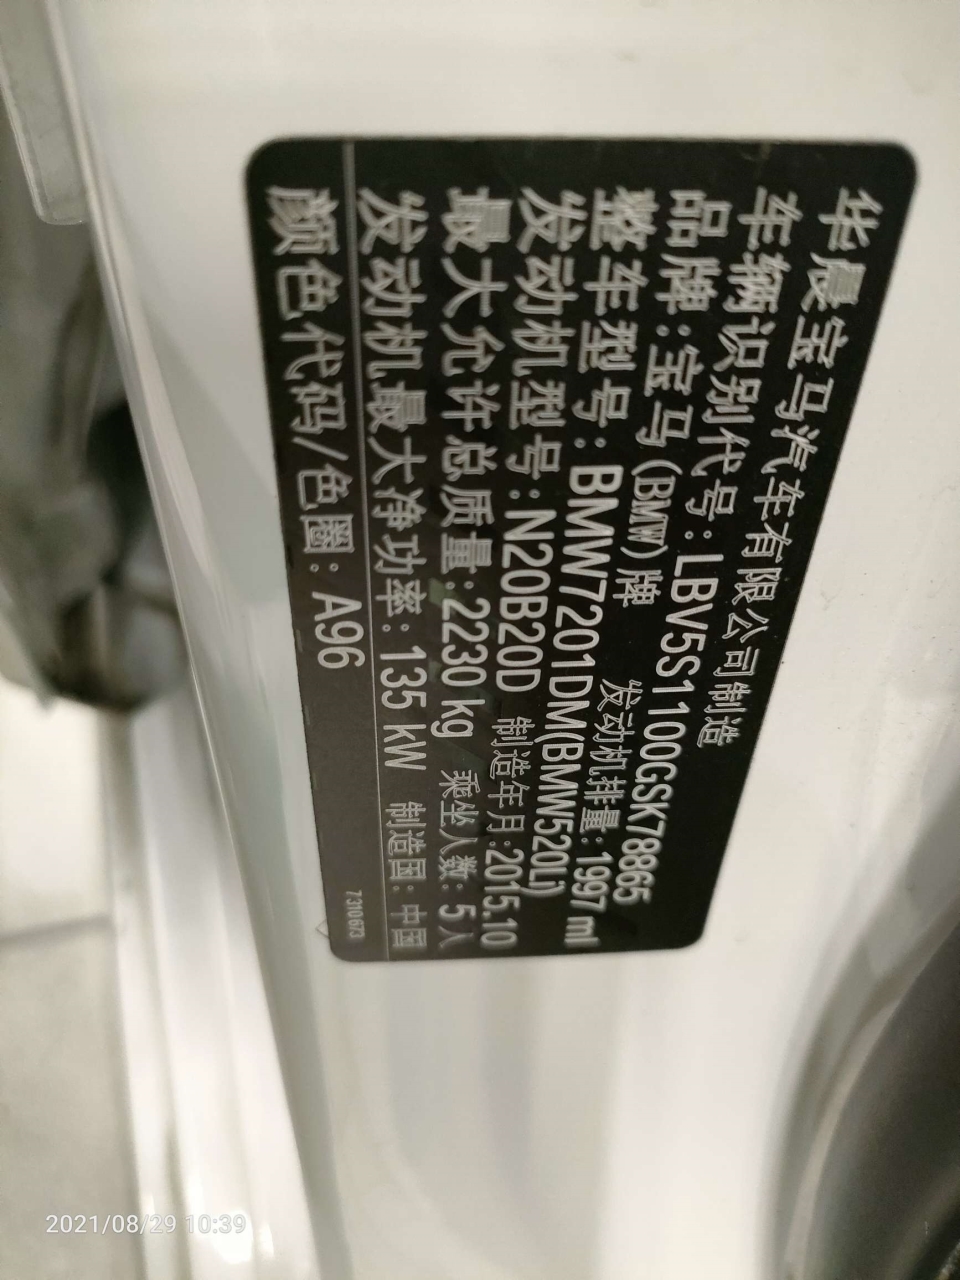 华晨宝马汽车有限公司制造
车辆识别代号:LBV5S1100GSK78865
品牌:宝马(BMW)牌 发动机排量:1997 ml
整车型号:BMW7201DM(BMW520Li)
发动机型号:N20B20D 制造年月:2015.10
最大允许总质量:2230 kg 乘坐人数:5人
发动机最大净功率:135 kW 制造国:中国
颜色代码/色圈:A96
7310673
2021/08/29 10:39